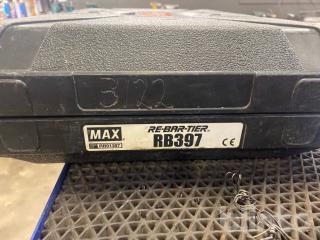 3122
MAX
RE-BAR-TIER
RB397
CE